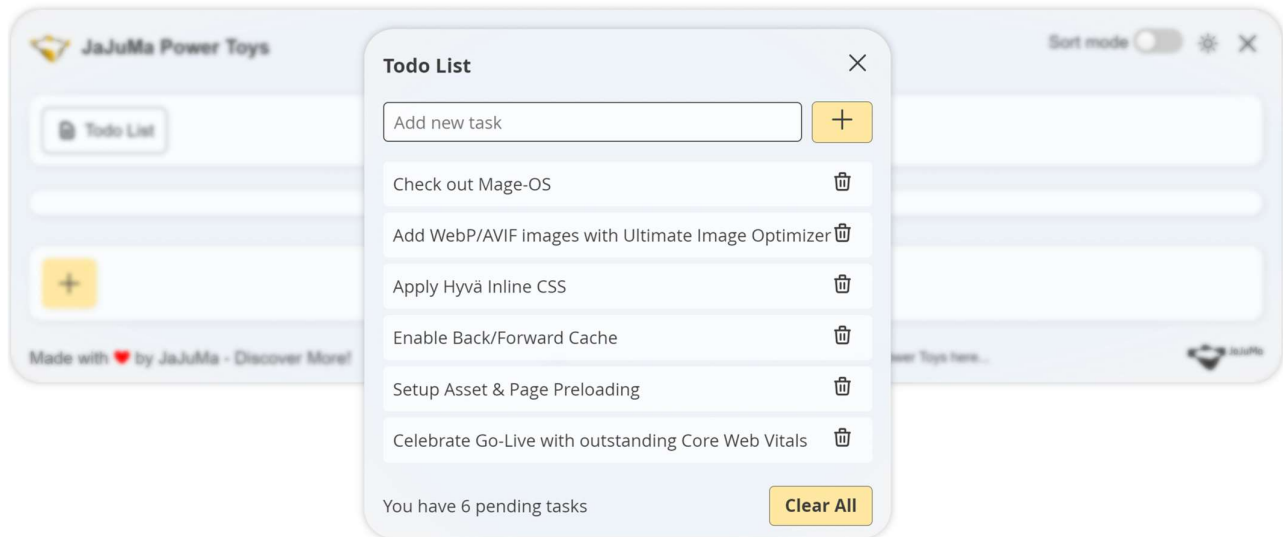 JaJuMa Power Toys
Sort mode
Todo List
Todo List
Add new task
Check out Mage-OS
Add WebP/AVIF images with Ultimate Image Optimizer
Apply Hyvä Inline CSS
Enable Back/Forward Cache
Setup Asset & Page Preloading
Celebrate Go-Live with outstanding Core Web Vitals
You have 6 pending tasks
Clear All
Made with ❤ by JaJuMa - Discover More!
Power Toys here...
JaJuMa